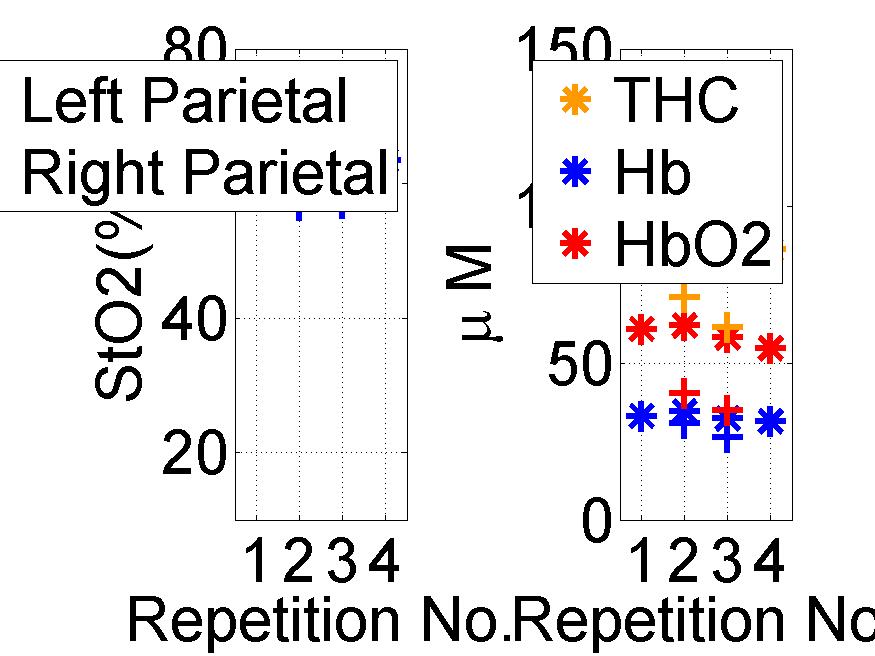 80
Left Parietal
Right Parietal
StO2(%
40
20
1 2 3 4
Repetition No.
150
THC
Hb
HbO2
μ M
50
0
1 2 3 4
Repetition No